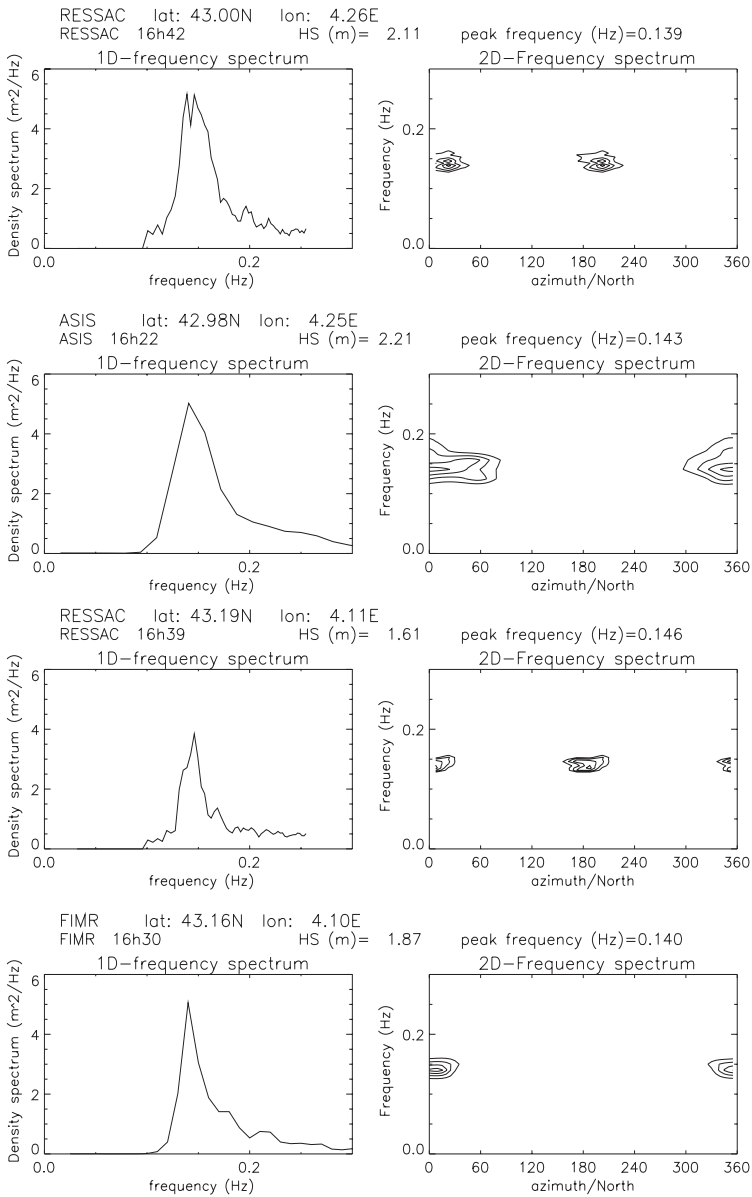 RESSAC lat: 43.00N lon: 4.26E
RESSAC 16h42 HS (m)= 2.11 peak frequency (Hz)=0.139
1D-frequency spectrum 2D-Frequency spectrum
Density spectrum (m^2/Hz)
6
4
2
0
0.0 0.2
frequency (Hz)
Frequency (Hz)
0.2
0.0
0 60 120 180 240 300 360
azimuth/North
ASIS lat: 42.98N lon: 4.25E
ASIS 16h22 HS (m)= 2.21 peak frequency (Hz)=0.143
1D-frequency spectrum 2D-Frequency spectrum
Density spectrum (m^2/Hz)
6
4
2
0
0.0 0.2
frequency (Hz)
Frequency (Hz)
0.2
0.0
0 60 120 180 240 300 360
azimuth/North
RESSAC lat: 43.19N lon: 4.11E
RESSAC 16h39 HS (m)= 1.61 peak frequency (Hz)=0.146
1D-frequency spectrum 2D-Frequency spectrum
Density spectrum (m^2/Hz)
6
4
2
0
0.0 0.2
frequency (Hz)
Frequency (Hz)
0.2
0.0
0 60 120 180 240 300 360
azimuth/North
FIMR lat: 43.16N lon: 4.10E
FIMR 16h30 HS (m)= 1.87 peak frequency (Hz)=0.140
1D-frequency spectrum 2D-Frequency spectrum
Density spectrum (m^2/Hz)
6
4
2
0
0.0 0.2
frequency (Hz)
Frequency (Hz)
0.2
0.0
0 60 120 180 240 300 360
azimuth/North